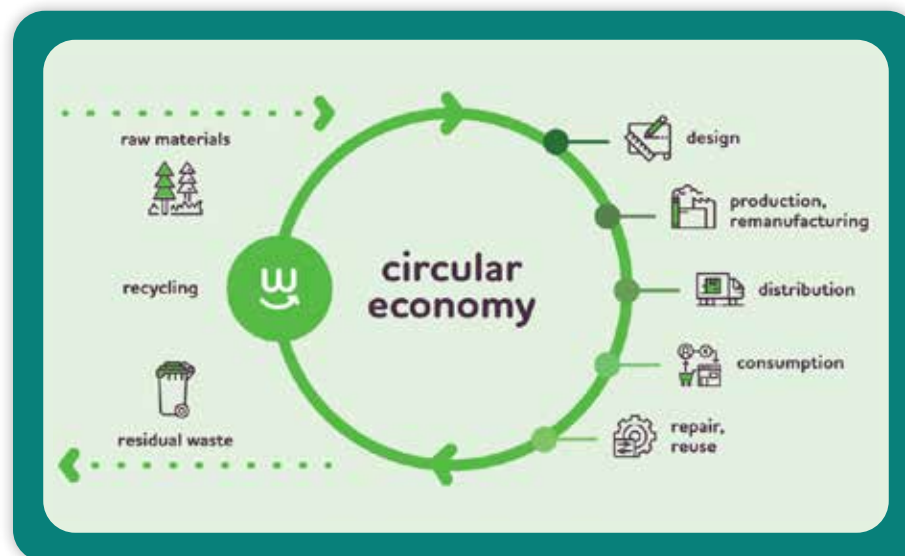 raw materials
recycling
residual waste
circular
economy
design
production,
remanufacturing
distribution
consumption
repair,
reuse